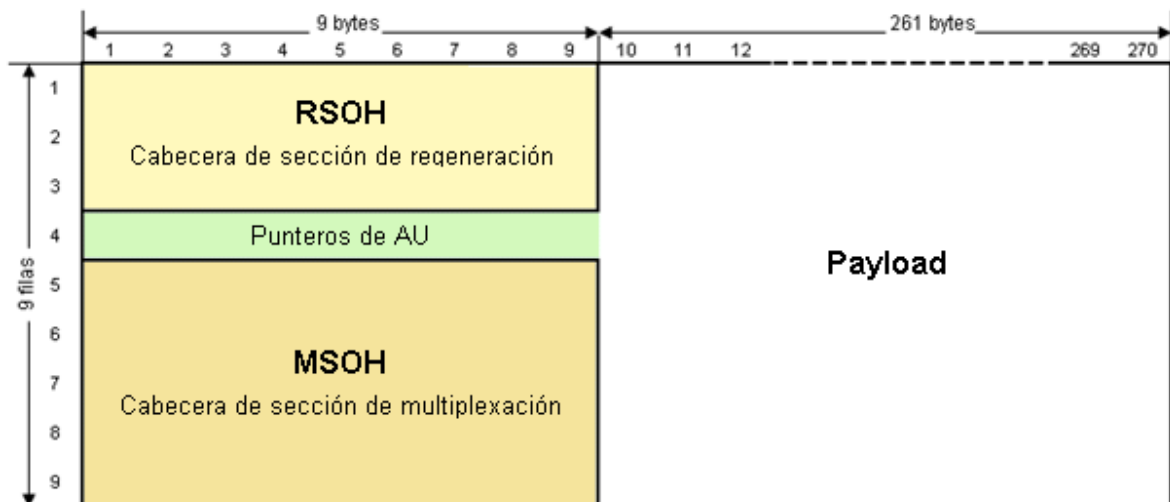 9 bytes 261 bytes
1 2 3 4 5 6 7 8 9 10 11 12 269 270
1
RSOH
2
Cabecera de sección de regeneración
3
4 Punteros de AU
5
Payload
9 filas
6
MSOH
7
Cabecera de sección de multiplexación
8
9